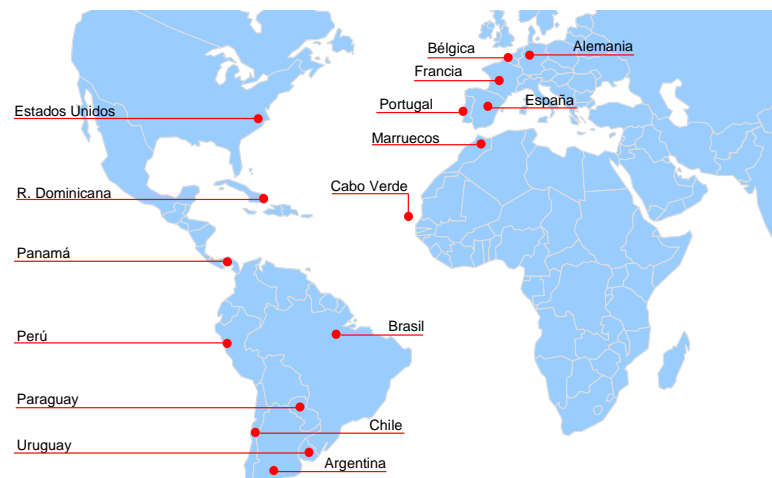 Bélgica
Alemania
Francia
Estados Unidos
Portugal
España
Marruecos
R. Dominicana
Cabo Verde
Panamá
Perú
Brasil
Paraguay
Chile
Uruguay
Argentina